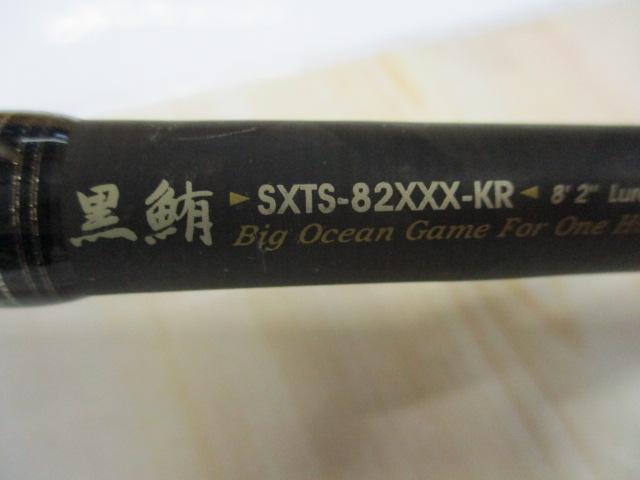 黒鮪 ▸ SXTS-82XXX-KR ◂ 8' 2"
Big Ocean Game For One